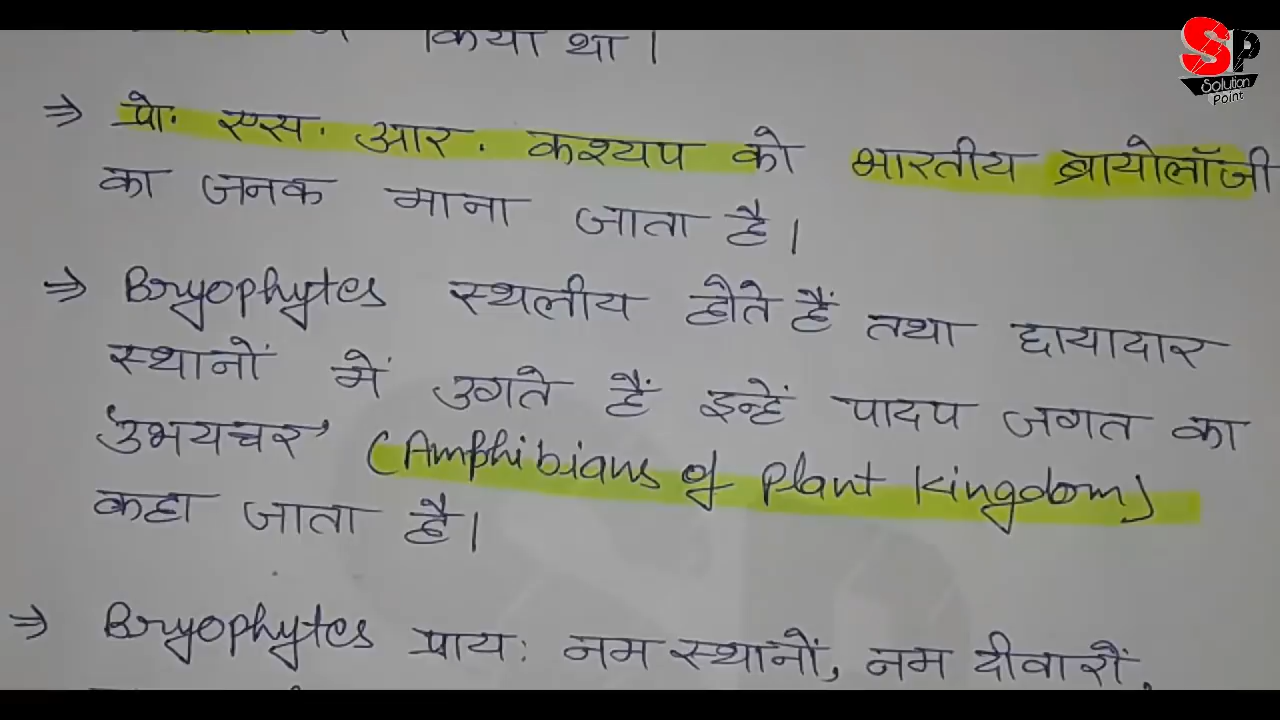 किया था।
⇒ प्रो. एस. आर. कश्यप को भारतीय ब्रायोलॉजी
का जनक माना जाता है।
⇒ Bryophytes स्थलीय होते हैं तथा छायादार
स्थानों में उगते हैं इन्हें पादप जगत का
'उभयचर' (Amphibians of Plant Kingdom)
कहा जाता है।
⇒ Bryophytes प्राय: नम स्थानों, नम दीवारों,
SP
Solution
Point